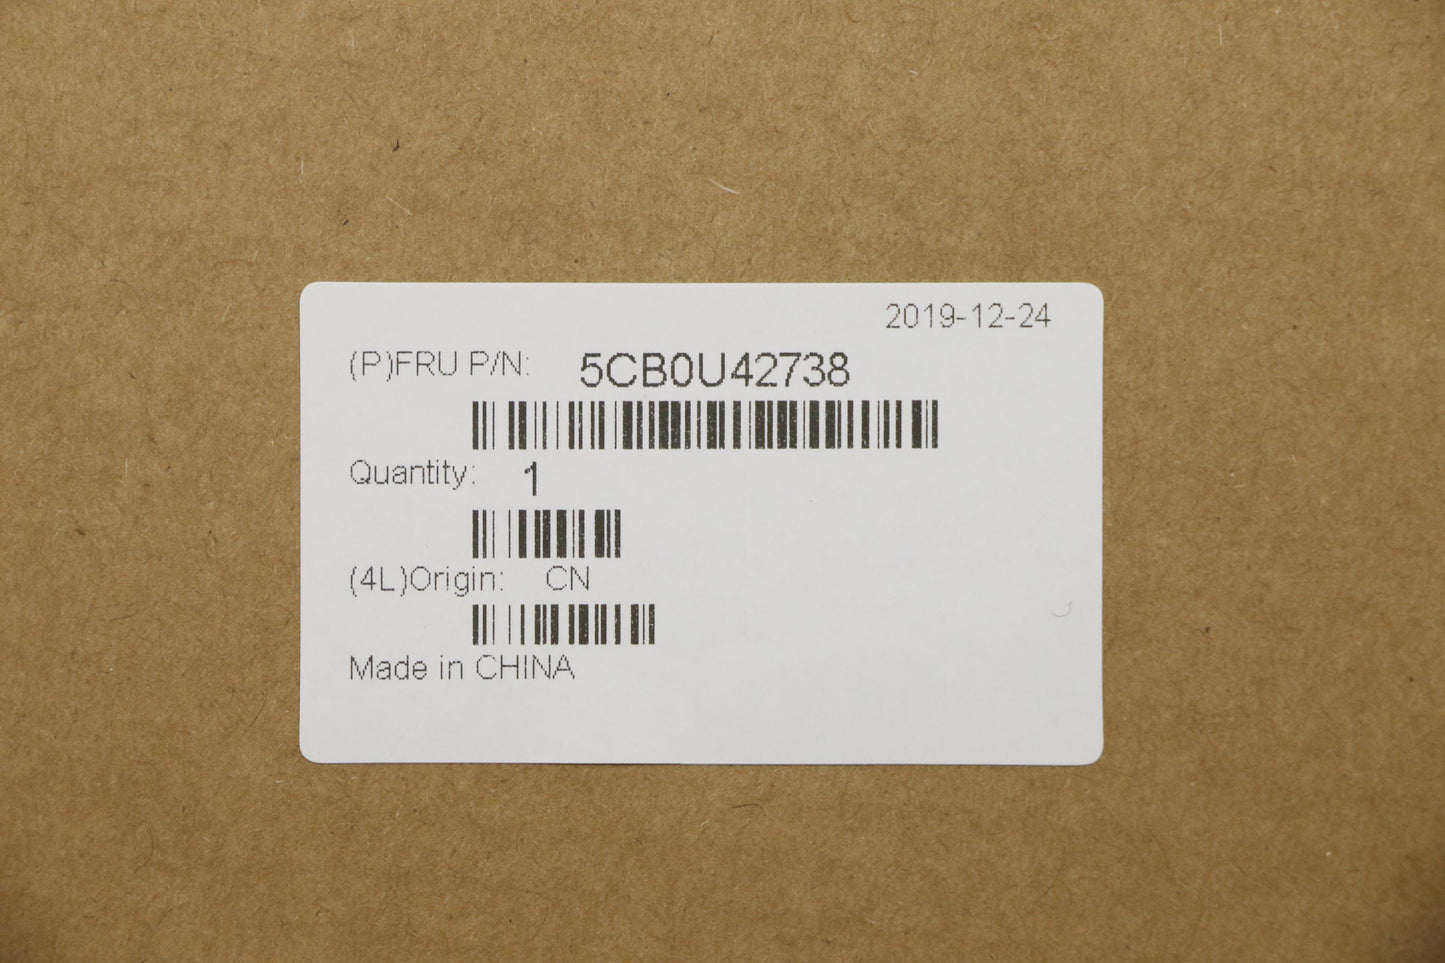 2019-12-24
(P)FRU P/N: 5CB0U42738
Quantity: 1
(4L)Origin: CN
Made in CHINA